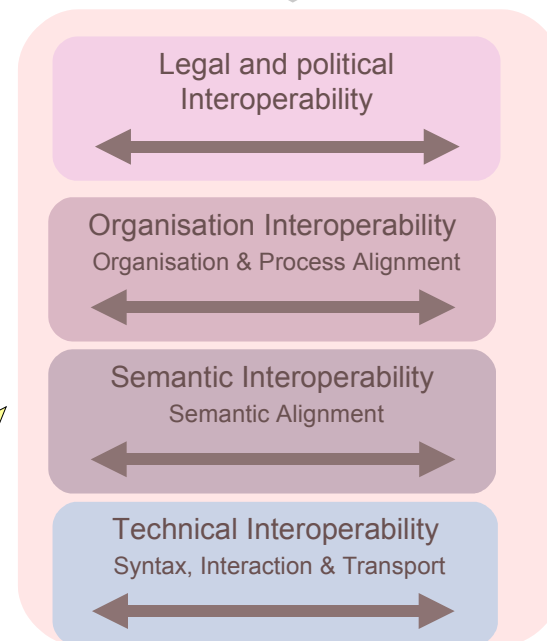 Legal and political
Interoperability
Organisation Interoperability
Organisation & Process Alignment
Semantic Interoperability
Semantic Alignment
Technical Interoperability
Syntax, Interaction & Transport